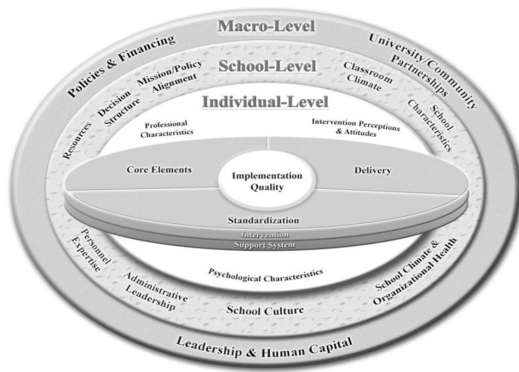 Macro-Level
Policies & Financing
University/Community
Partnerships
School-Level
Mission/Policy
Alignment
Decision
Structure
Resources
Classroom
Climate
School
Characteristics
Individual-Level
Professional
Characteristics
Intervention Perceptions
& Attitudes
Core Elements
Implementation
Quality
Delivery
Standardization
Intervention
Support System
Psychological Characteristics
Personnel
Expertise
Administrative
Leadership
School Culture
School Climate &
Organizational Health
Leadership & Human Capital